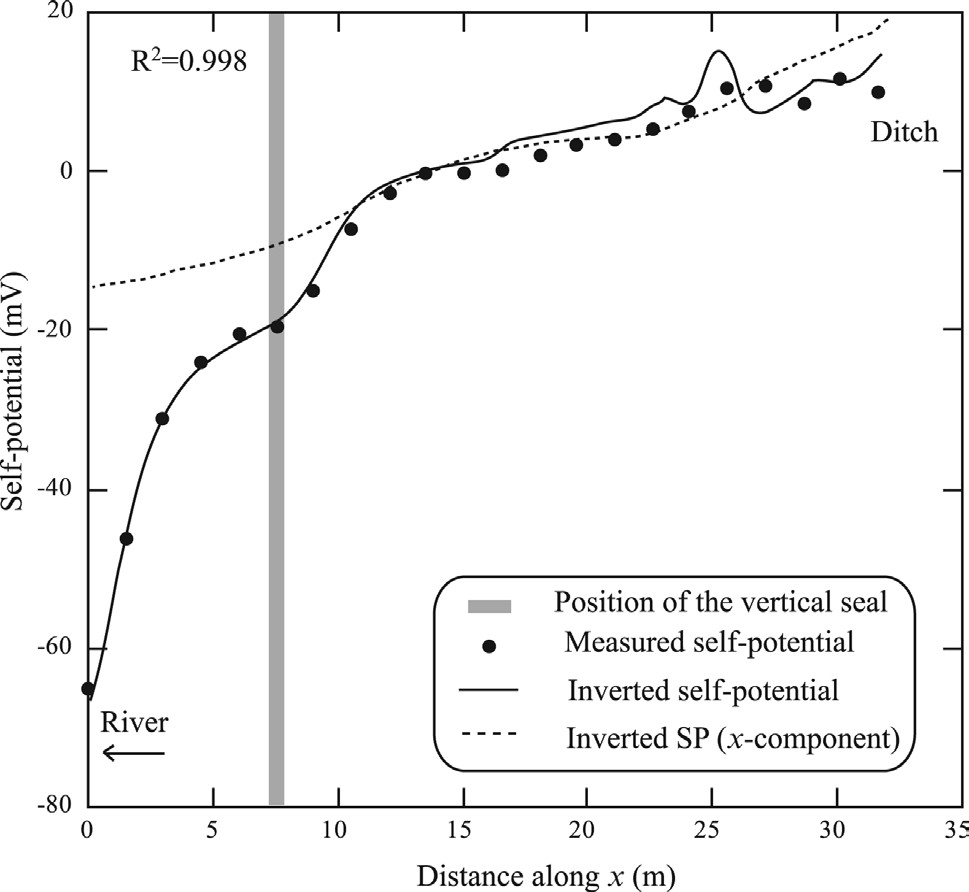 20
R²=0.998
Ditch
0
-20
-40
-60
-80
Self-potential (mV)
River
Position of the vertical seal
Measured self-potential
Inverted self-potential
Inverted SP (x-component)
0 5 10 15 20 25 30 35
Distance along x (m)